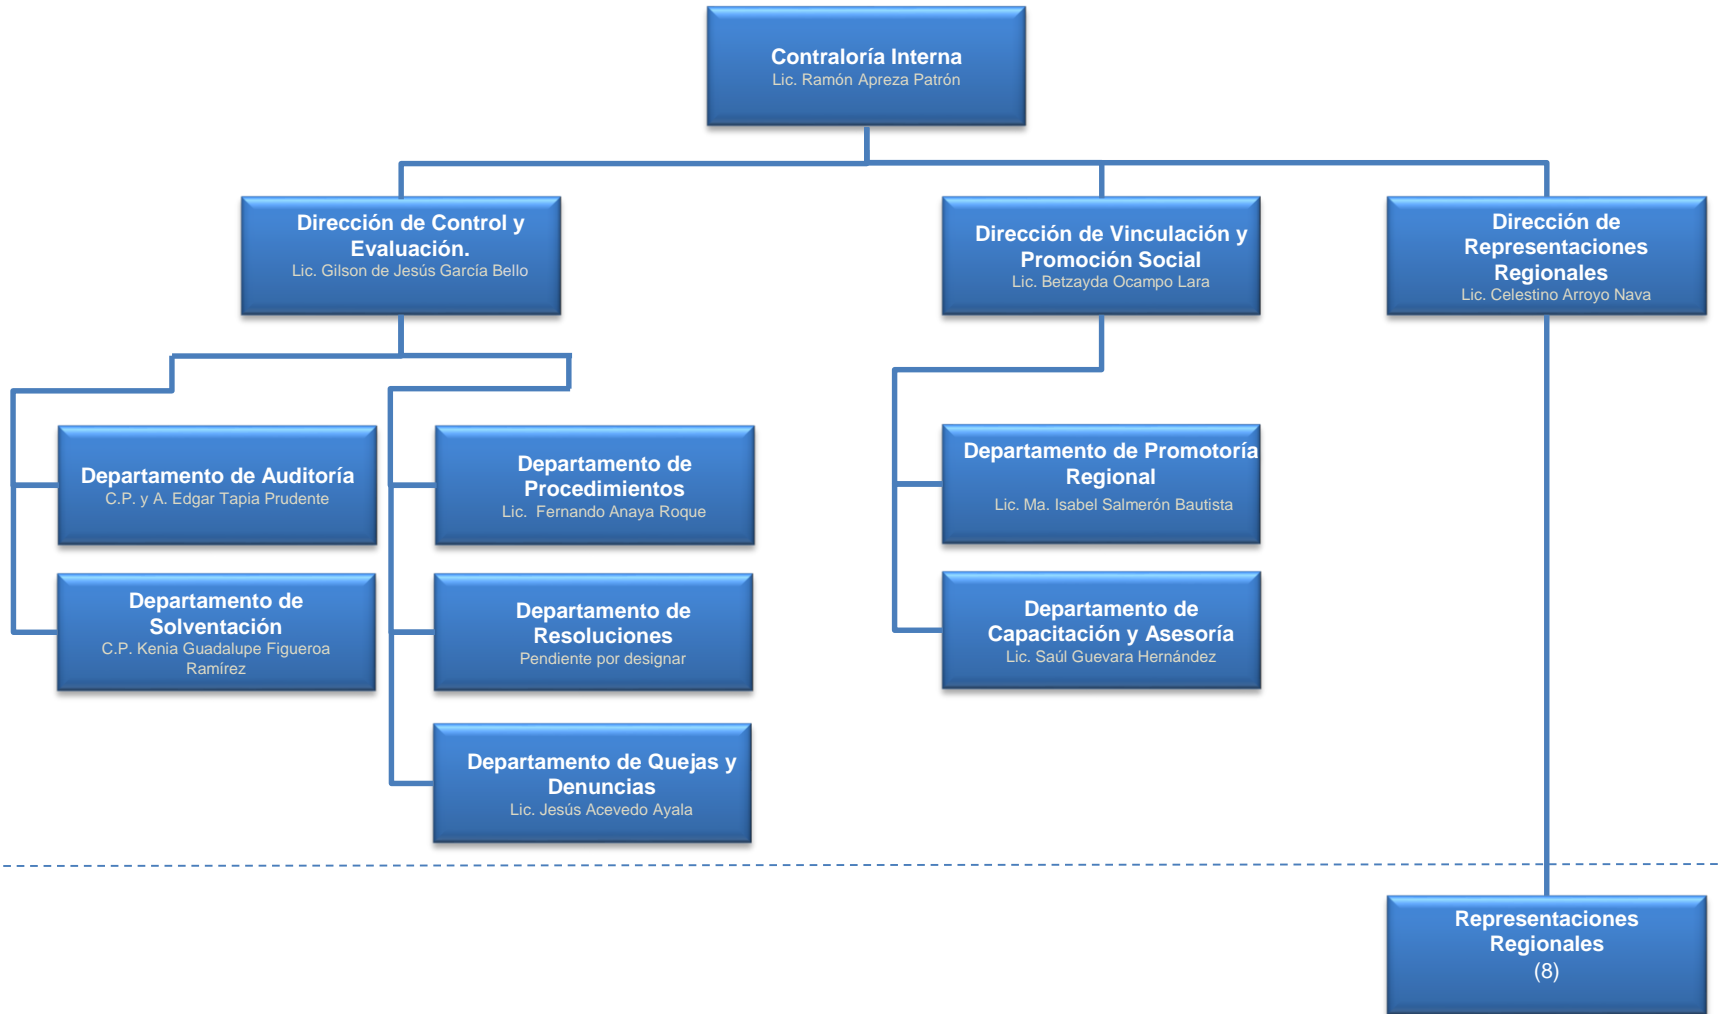 Contraloría Interna
Lic. Ramón Apreza Patrón
Dirección de Control y
Evaluación.
Lic. Gilson de Jesús García Bello
Dirección de Vinculación y
Promoción Social
Lic. Betzayda Ocampo Lara
Dirección de
Representaciones
Regionales
Lic. Celestino Arroyo Nava
Departamento de Auditoría
C.P. y A. Edgar Tapia Prudente
Departamento de
Procedimientos
Lic. Fernando Anaya Roque
Departamento de Promotoría
Regional
Lic. Ma. Isabel Salmerón Bautista
Departamento de
Solventación
C.P. Kenia Guadalupe Figueroa
Ramírez
Departamento de
Resoluciones
Pendiente por designar
Departamento de
Capacitación y Asesoría
Lic. Saúl Guevara Hernández
Departamento de Quejas y
Denuncias
Lic. Jesús Acevedo Ayala
Representaciones
Regionales
(8)